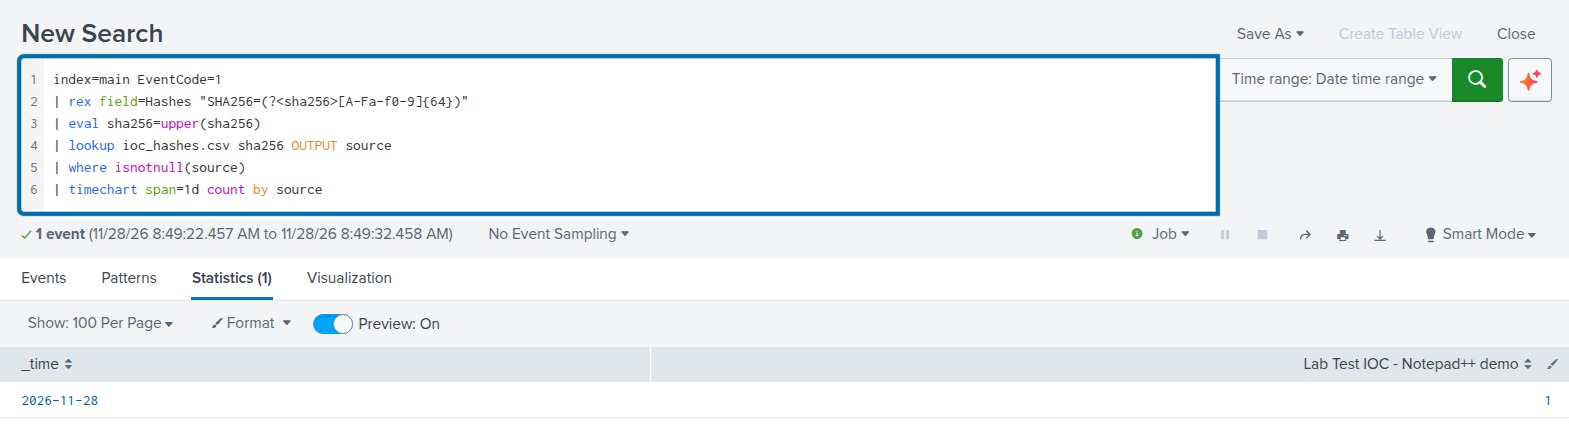 New Search
Save As
Create Table View
Close
1 index=main EventCode=1
2 | rex field=Hashes "SHA256=(?<sha256>[A-Fa-f0-9]{64})"
3 | eval sha256=upper(sha256)
4 | lookup ioc_hashes.csv sha256 OUTPUT source
5 | where isnotnull(source)
6 | timechart span=1d count by source
Time range: Date time range
1 event (11/28/26 8:49:22.457 AM to 11/28/26 8:49:32.458 AM)
No Event Sampling
Job
Smart Mode
Events
Patterns
Statistics (1)
Visualization
Show: 100 Per Page
Format
Preview: On
_time
Lab Test IOC - Notepad++ demo
2026-11-28
1